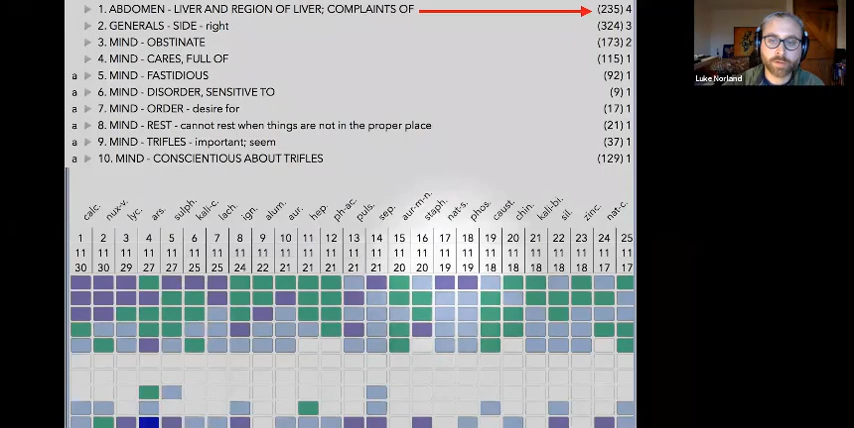 1. ABDOMEN - LIVER AND REGION OF LIVER; COMPLAINTS OF (235) 4
2. GENERALS - SIDE - right (324) 3
3. MIND - OBSTINATE (173) 2
4. MIND - CARES, FULL OF (115) 1
a 5. MIND - FASTIDIOUS (92) 1
a 6. MIND - DISORDER, SENSITIVE TO (9) 1
a 7. MIND - ORDER - desire for (17) 1
a 8. MIND - REST - cannot rest when things are not in the proper place (21) 1
a 9. MIND - TRIFLES - important; seem (37) 1
a 10. MIND - CONSCIENTIOUS ABOUT TRIFLES (129) 1
Luke Norland
calc. nux-v. lyc. ars. sulph. kali-c. lach. ign. alum. aur. hep. ph-ac. puls. sep. aur-m-n. staph. nat-s. phos. caust. chin. kali-bi. sil. zinc. nat-c.
1 2 3 4 5 6 7 8 9 10 11 12 13 14 15 16 17 18 19 20 21 22 23 24 25
11 11 11 11 11 11 11 11 11 11 11 11 11 11 11 11 11 11 11 11 11 11 11 11 11
30 30 29 27 27 25 25 24 22 21 21 21 21 21 20 20 19 19 18 18 18 18 18 17 17